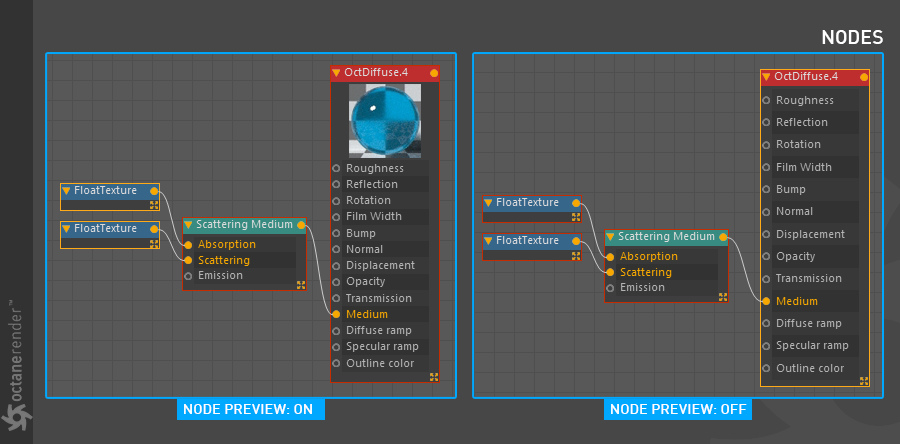 NODES
OctDiffuse.4
Roughness
Reflection
Rotation
Film Width
Bump
Normal
Displacement
Opacity
Transmission
Medium
Diffuse ramp
Specular ramp
Outline color
FloatTexture
FloatTexture
Scattering Medium
Absorption
Scattering
Emission
NODE PREVIEW: ON
OctDiffuse.4
Roughness
Reflection
Rotation
Film Width
Bump
Normal
Displacement
Opacity
Transmission
Medium
Diffuse ramp
Specular ramp
Outline color
FloatTexture
FloatTexture
Scattering Medium
Absorption
Scattering
Emission
NODE PREVIEW: OFF
octanerender™